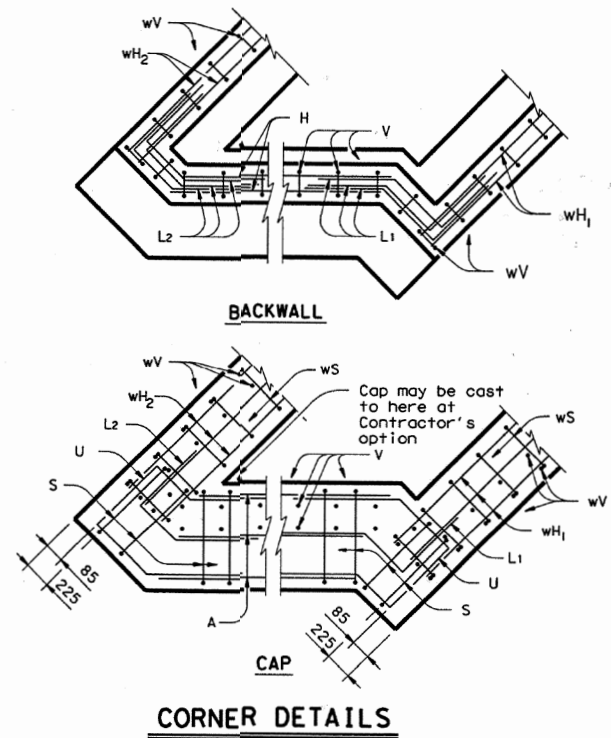 wV
wH2
H
V
L2
L1
wH1
wV
BACKWALL
wV
wS
wH2
L2
U
S
Cap may be cast
to here at
Contractor's
option
V
wS
wV
wH1
L1
U
S
A
85
225
85
225
CAP
CORNER DETAILS